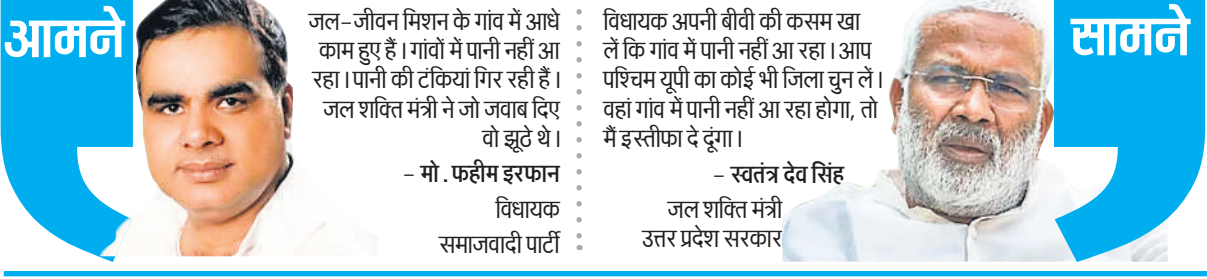 आमने
जल-जीवन मिशन के गांव में आधे
काम हुए हैं। गांवों में पानी नहीं आ
रहा। पानी की टंकियां गिर रही हैं।
जल शक्ति मंत्री ने जो जवाब दिए
वो झूठे थे।
- मो. फहीम इरफान
विधायक
समाजवादी पार्टी
विधायक अपनी बीवी की कसम खा
लें कि गांव में पानी नहीं आ रहा। आप
पश्चिम यूपी का कोई भी जिला चुन लें।
वहां गांव में पानी नहीं आ रहा होगा, तो
मैं इस्तीफा दे दूंगा।
- स्वतंत्र देव सिंह
जल शक्ति मंत्री
उत्तर प्रदेश सरकार
सामने